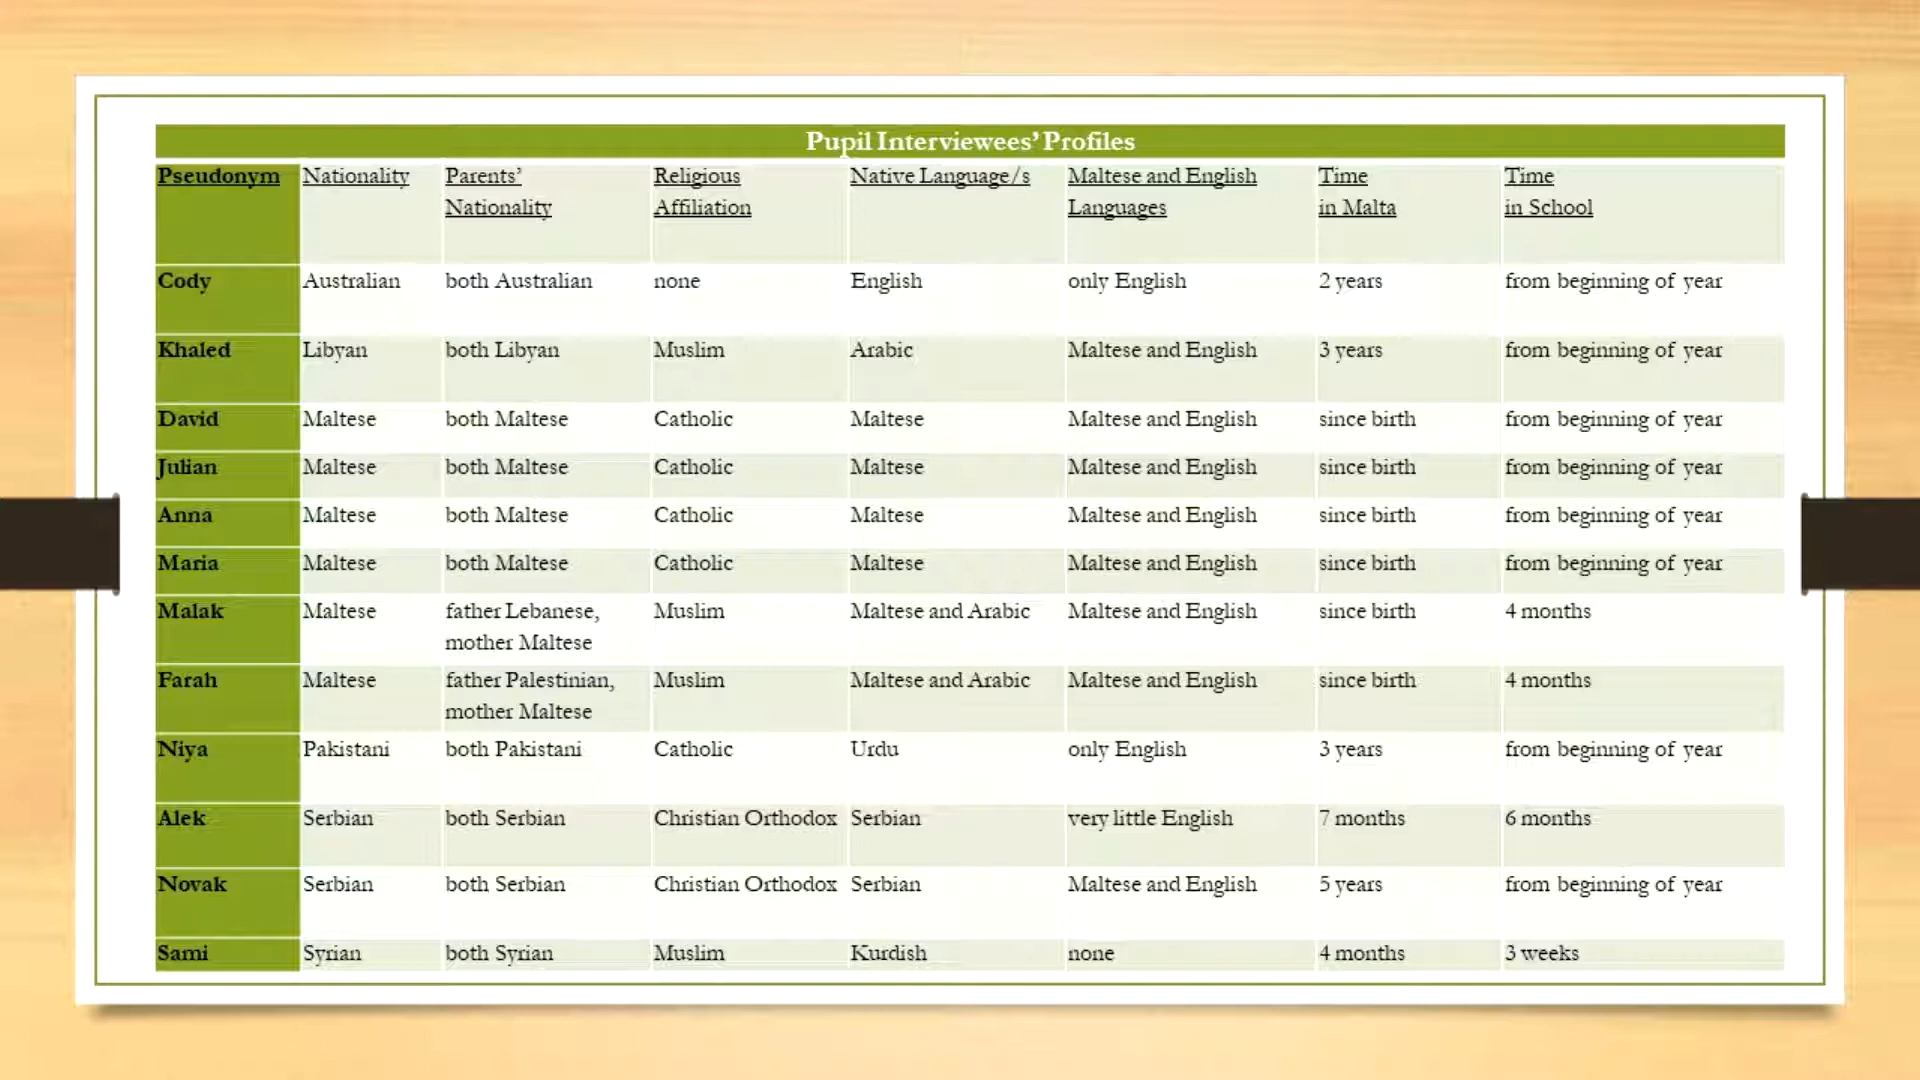 Pupil Interviewees' Profiles
Pseudonym Nationality Parents' Nationality Religious Affiliation Native Language/s Maltese and English Languages Time in Malta Time in School
Cody Australian both Australian none English only English 2 years from beginning of year
Khaled Libyan both Libyan Muslim Arabic Maltese and English 3 years from beginning of year
David Maltese both Maltese Catholic Maltese Maltese and English since birth from beginning of year
Julian Maltese both Maltese Catholic Maltese Maltese and English since birth from beginning of year
Anna Maltese both Maltese Catholic Maltese Maltese and English since birth from beginning of year
Maria Maltese both Maltese Catholic Maltese Maltese and English since birth from beginning of year
Malak Maltese father Lebanese, mother Maltese Muslim Maltese and Arabic Maltese and English since birth 4 months
Farah Maltese father Palestinian, mother Maltese Muslim Maltese and Arabic Maltese and English since birth 4 months
Niya Pakistani both Pakistani Catholic Urdu only English 3 years from beginning of year
Alek Serbian both Serbian Christian Orthodox Serbian very little English 7 months 6 months
Novak Serbian both Serbian Christian Orthodox Serbian Maltese and English 5 years from beginning of year
Sami Syrian both Syrian Muslim Kurdish none 4 months 3 weeks